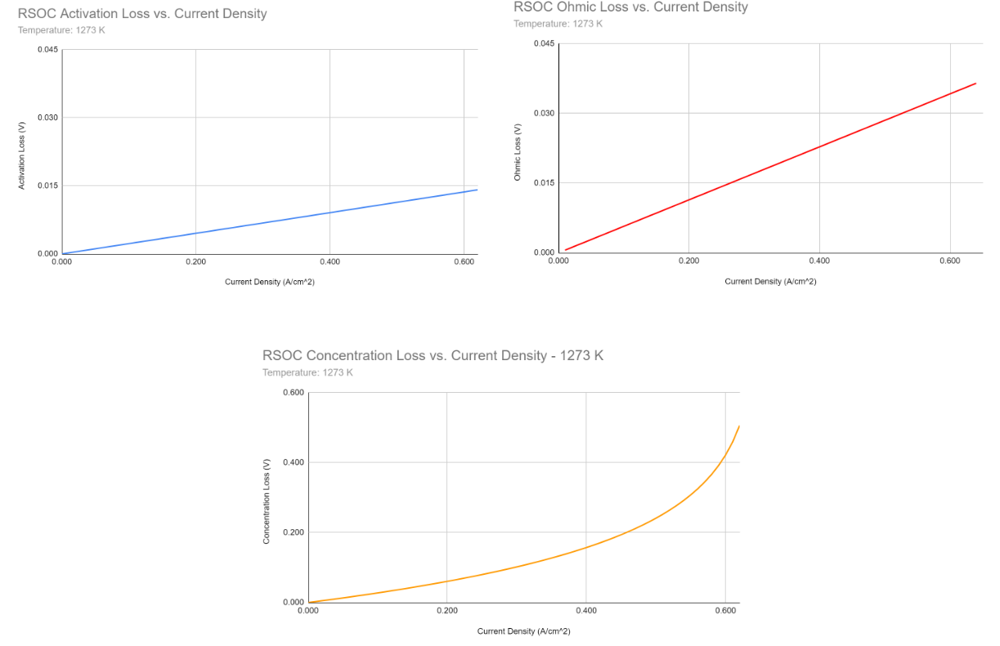 RSOC Activation Loss vs. Current Density
Temperature: 1273 K
0.045
0.030
0.015
0.000
Activation Loss (V)
0.000 0.200 0.400 0.600
Current Density (A/cm^2)
RSOC Ohmic Loss vs. Current Density
Temperature: 1273 K
0.045
0.030
0.015
0.000
Ohmic Loss (V)
0.000 0.200 0.400 0.600
Current Density (A/cm^2)
RSOC Concentration Loss vs. Current Density - 1273 K
Temperature: 1273 K
0.600
0.400
0.200
0.000
Concentration Loss (V)
0.000 0.200 0.400 0.600
Current Density (A/cm^2)